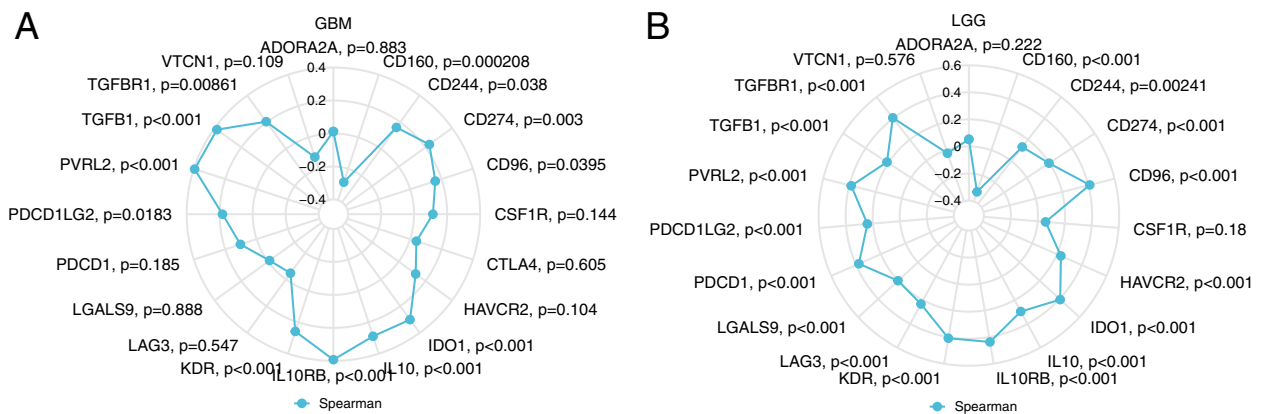 A
GBM
ADORA2A, p=0.883
CD160, p=0.000208
CD244, p=0.038
CD274, p=0.003
CD96, p=0.0395
CSF1R, p=0.144
CTLA4, p=0.605
HAVCR2, p=0.104
IDO1, p<0.001
IL10, p<0.001
IL10RB, p<0.001
KDR, p<0.001
LAG3, p=0.547
LGALS9, p=0.888
PDCD1, p=0.185
PDCD1LG2, p=0.0183
PVRL2, p<0.001
TGFB1, p<0.001
TGFBR1, p=0.00861
VTCN1, p=0.109
0.4
0.2
0
−0.2
−0.4
Spearman
B
LGG
ADORA2A, p=0.222
CD160, p<0.001
CD244, p=0.00241
CD274, p<0.001
CD96, p<0.001
CSF1R, p=0.18
HAVCR2, p<0.001
IDO1, p<0.001
IL10, p<0.001
IL10RB, p<0.001
KDR, p<0.001
LAG3, p<0.001
LGALS9, p<0.001
PDCD1, p<0.001
PDCD1LG2, p<0.001
PVRL2, p<0.001
TGFB1, p<0.001
TGFBR1, p<0.001
VTCN1, p=0.576
0.6
0.4
0.2
0
−0.2
−0.4
Spearman